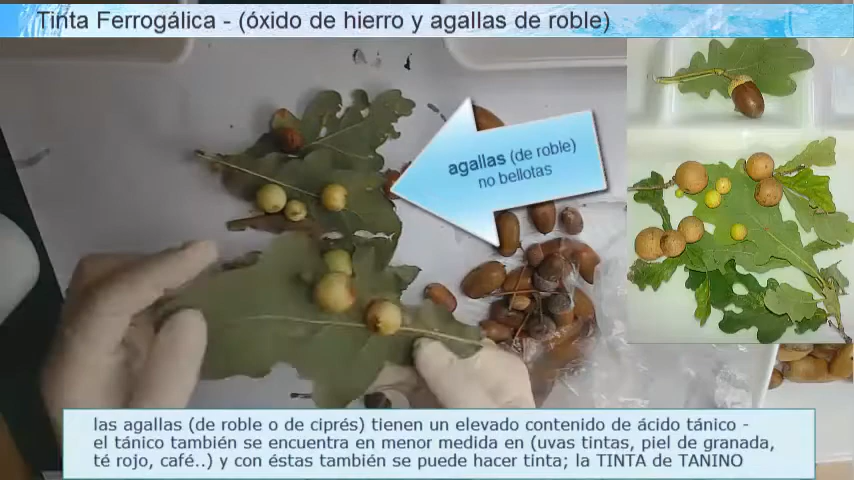 Tinta Ferrogálica - (óxido de hierro y agallas de roble)
agallas (de roble)
no bellotas
las agallas (de roble o de ciprés) tienen un elevado contenido de ácido tánico -
el tánico también se encuentra en menor medida en (uvas tintas, piel de granada,
té rojo, café..) y con éstas también se puede hacer tinta; la TINTA de TANINO